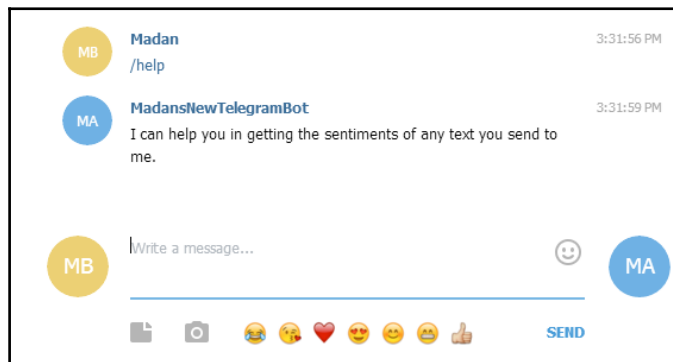 MB
Madan
3:31:56 PM
/help
MA
MadansNewTelegramBot
3:31:59 PM
I can help you in getting the sentiments of any text you send to
me.
MB
Write a message...
MA
SEND